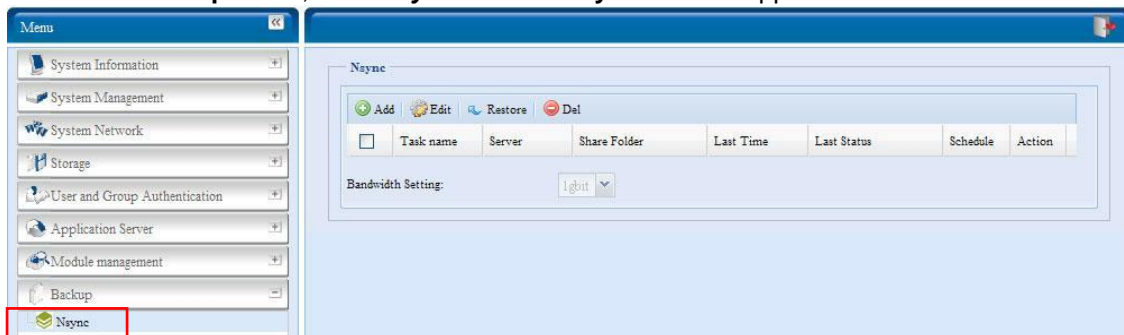 Menu
System Information
System Management
System Network
Storage
User and Group Authentication
Application Server
Module management
Backup
Nsync
Nsync
Add Edit Restore Del
Task name Server Share Folder Last Time Last Status Schedule Action
Bandwidth Setting: 1gbit